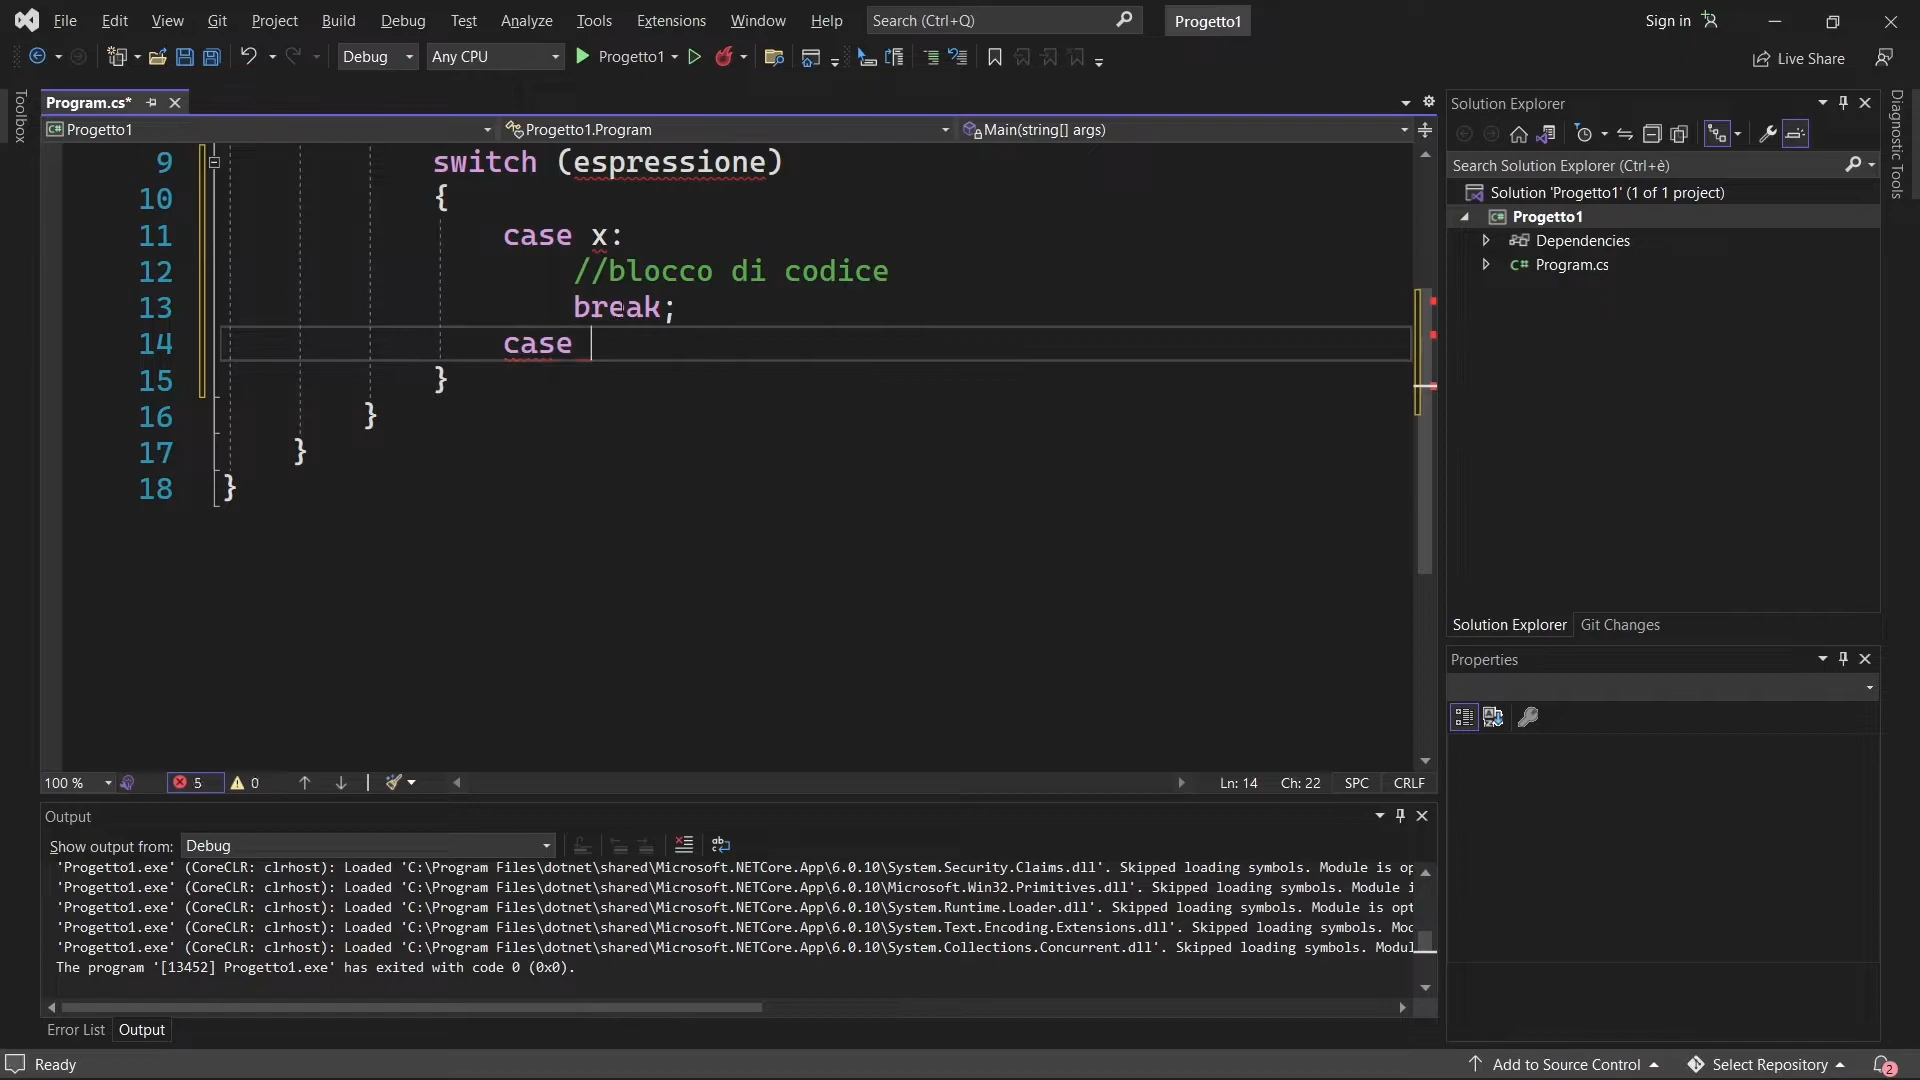 File Edit View Git Project Build Debug Test Analyze Tools Extensions Window Help Search (Ctrl+Q) Progetto1 Sign in
Debug Any CPU Progetto1 Live Share
Toolbox
Program.cs*
Progetto1 Progetto1.Program Main(string[] args)
9 switch (espressione)
10 {
11 case x:
12 //blocco di codice
13 break;
14 case
15 }
16 }
17 }
18 }
100 % 5 0 Ln: 14 Ch: 22 SPC CRLF
Output
Show output from: Debug
'Progetto1.exe' (CoreCLR: clrhost): Loaded 'C:\Program Files\dotnet\shared\Microsoft.NETCore.App\6.0.10\System.Security.Claims.dll'. Skipped loading symbols. Module is op
'Progetto1.exe' (CoreCLR: clrhost): Loaded 'C:\Program Files\dotnet\shared\Microsoft.NETCore.App\6.0.10\Microsoft.Win32.Primitives.dll'. Skipped loading symbols. Module i
'Progetto1.exe' (CoreCLR: clrhost): Loaded 'C:\Program Files\dotnet\shared\Microsoft.NETCore.App\6.0.10\System.Runtime.Loader.dll'. Skipped loading symbols. Module is opt
'Progetto1.exe' (CoreCLR: clrhost): Loaded 'C:\Program Files\dotnet\shared\Microsoft.NETCore.App\6.0.10\System.Text.Encoding.Extensions.dll'. Skipped loading symbols. Mod
'Progetto1.exe' (CoreCLR: clrhost): Loaded 'C:\Program Files\dotnet\shared\Microsoft.NETCore.App\6.0.10\System.Collections.Concurrent.dll'. Skipped loading symbols. Modul
The program '[13452] Progetto1.exe' has exited with code 0 (0x0).
Error List Output
Solution Explorer
Search Solution Explorer (Ctrl+è)
Solution 'Progetto1' (1 of 1 project)
Progetto1
Dependencies
C# Program.cs
Solution Explorer Git Changes
Properties
Diagnostic Tools
Ready Add to Source Control Select Repository 2